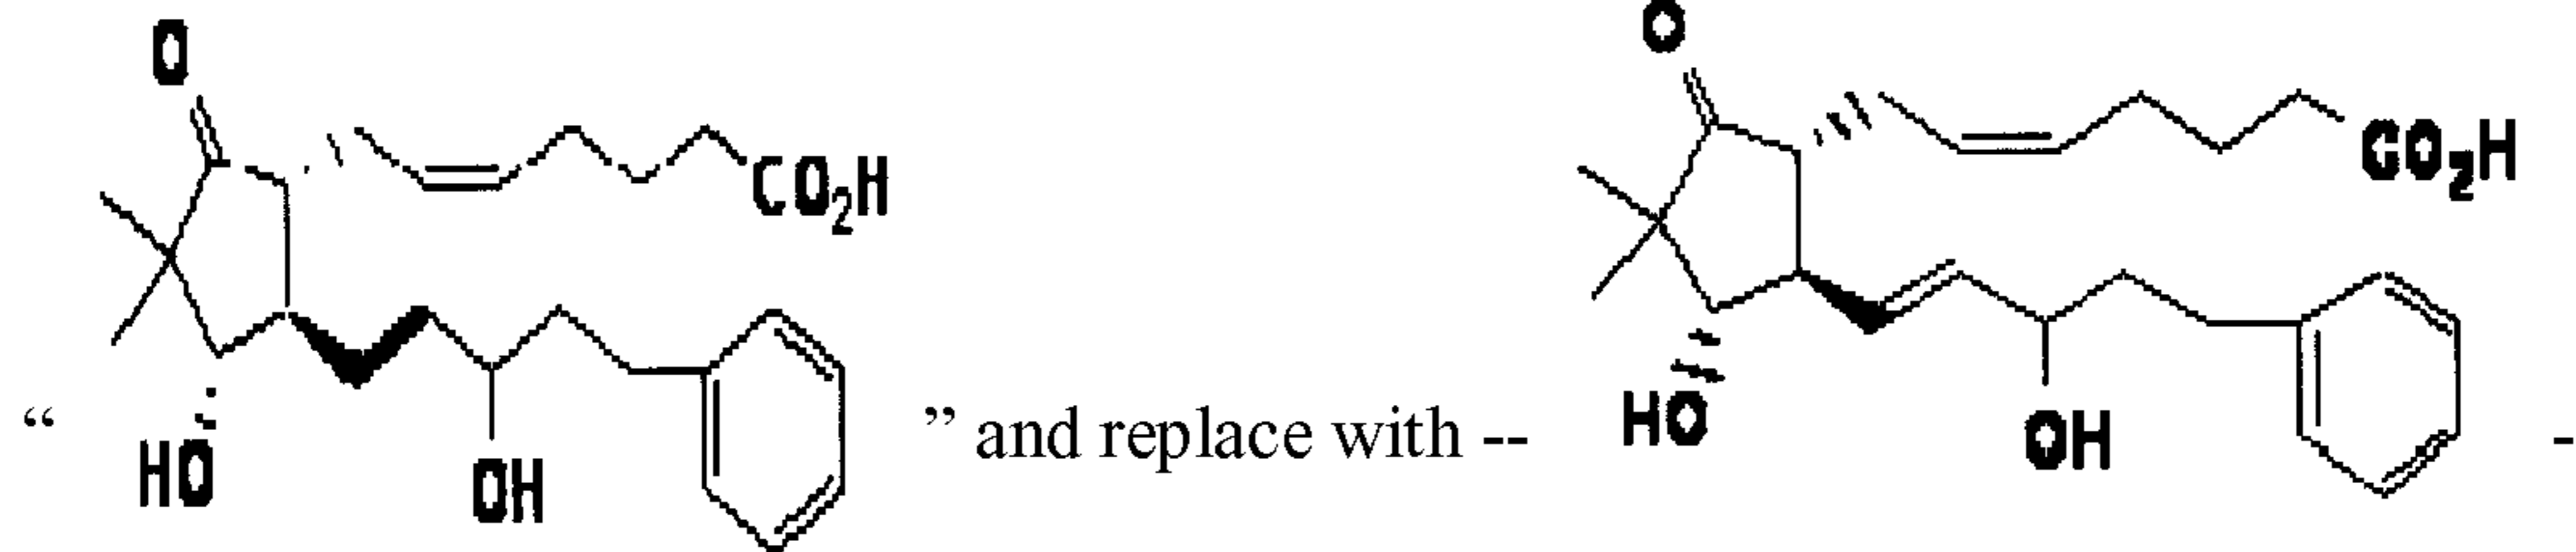 O O
CO₂H CO₂H
“ HO OH ” and replace with -- HO OH -